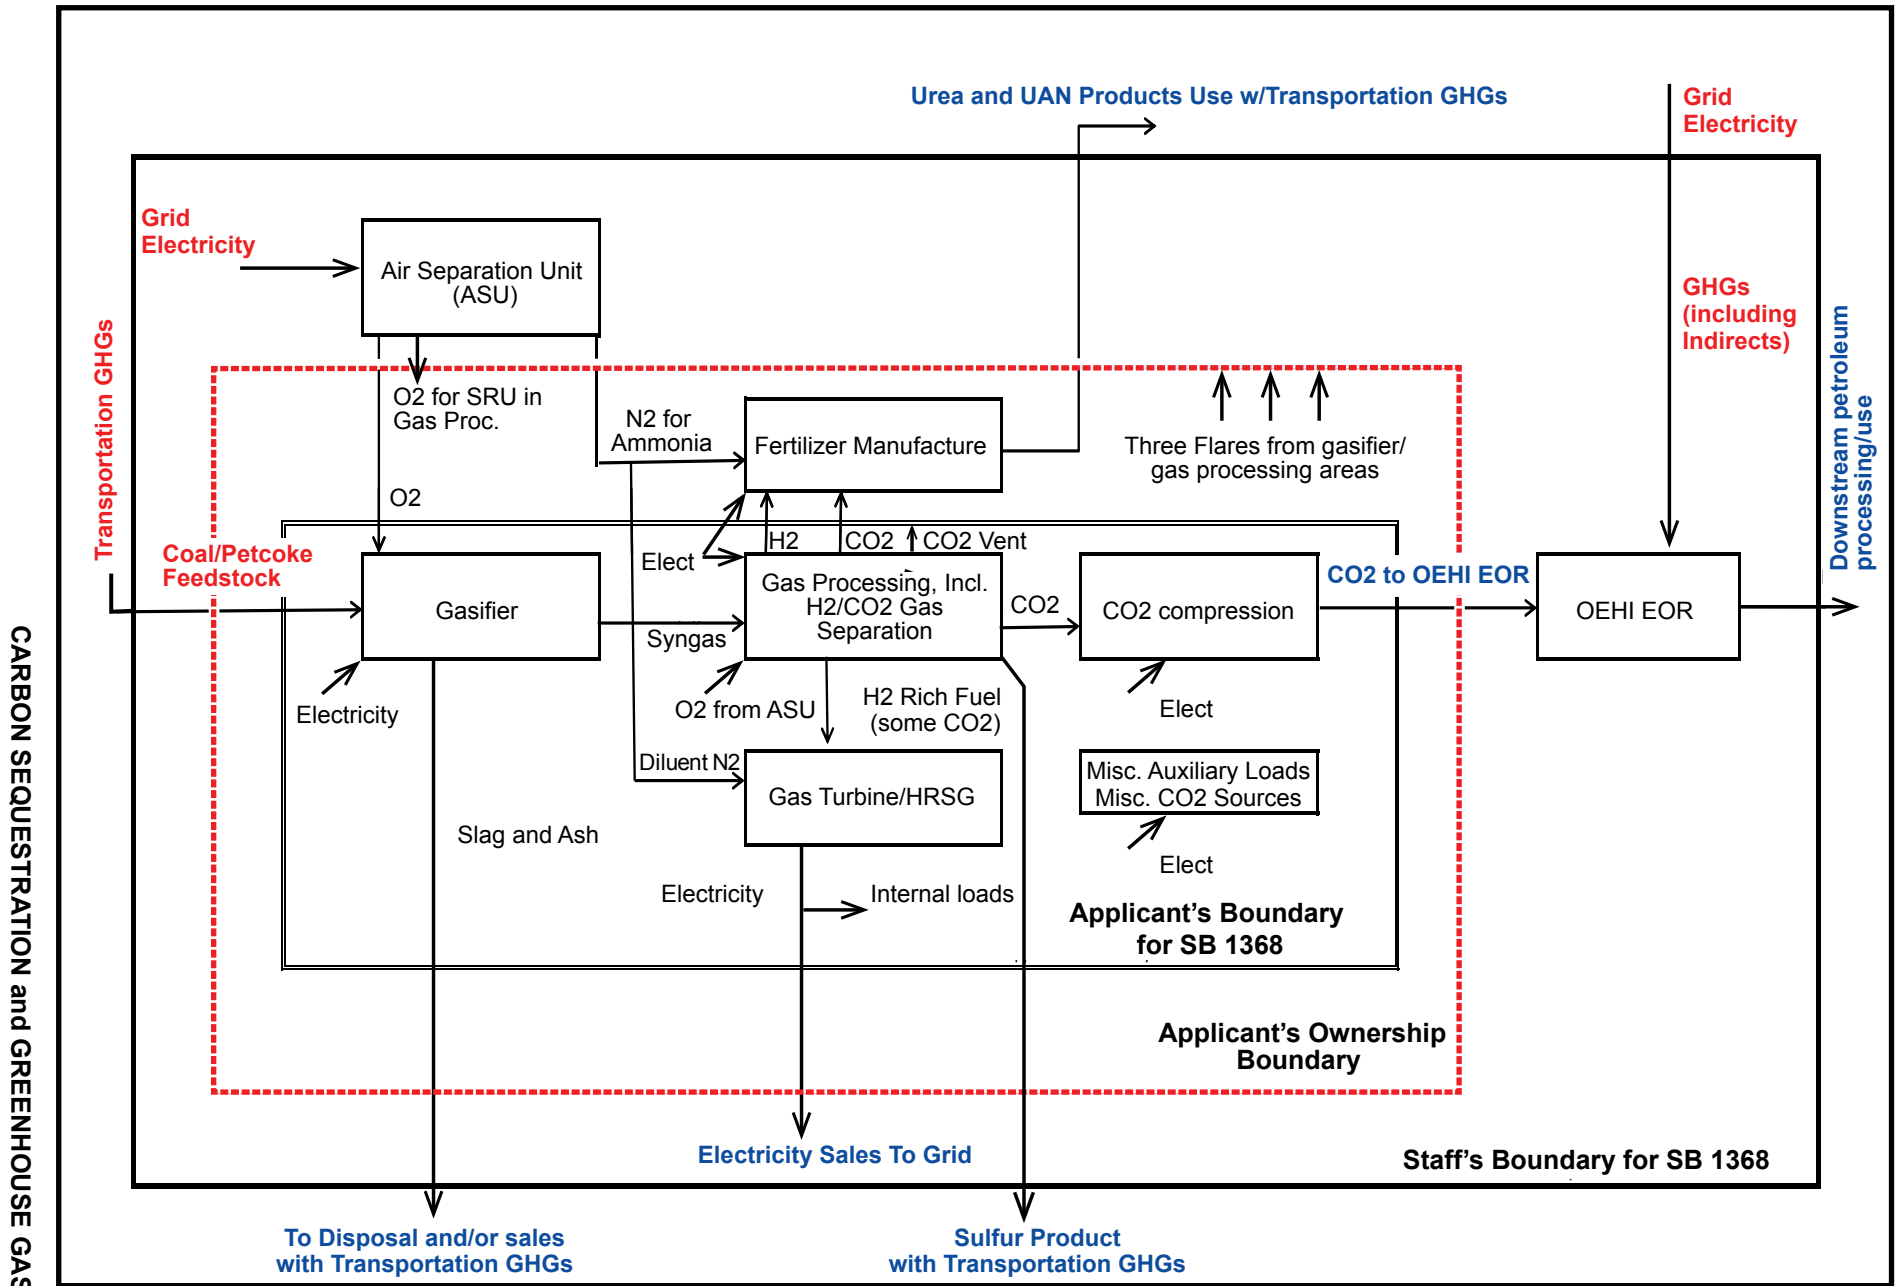 Urea and UAN Products Use w/Transportation GHGs
Grid
Electricity
Grid
Electricity
Air Separation Unit
(ASU)
GHGs
(including
Indirects)
Transportation GHGs
Downstream petroleum
processing/use
O2 for SRU in
Gas Proc.
N2 for
Ammonia
Fertilizer Manufacture
Three Flares from gasifier/
gas processing areas
O2
Coal/Petcoke
Feedstock
Elect
H2
CO2
CO2 Vent
Gasifier
Syngas
Gas Processing, Incl.
H2/CO2 Gas
Separation
CO2
CO2 compression
CO2 to OEHI EOR
OEHI EOR
Electricity
O2 from ASU
H2 Rich Fuel
(some CO2)
Elect
Diluent N2
Gas Turbine/HRSG
Misc. Auxiliary Loads
Misc. CO2 Sources
Slag and Ash
Elect
Electricity
Internal loads
Applicant's Boundary
for SB 1368
Applicant's Ownership
Boundary
Electricity Sales To Grid
Staff's Boundary for SB 1368
To Disposal and/or sales
with Transportation GHGs
Sulfur Product
with Transportation GHGs
CARBON SEQUESTRATION and GREENHOUSE GAS